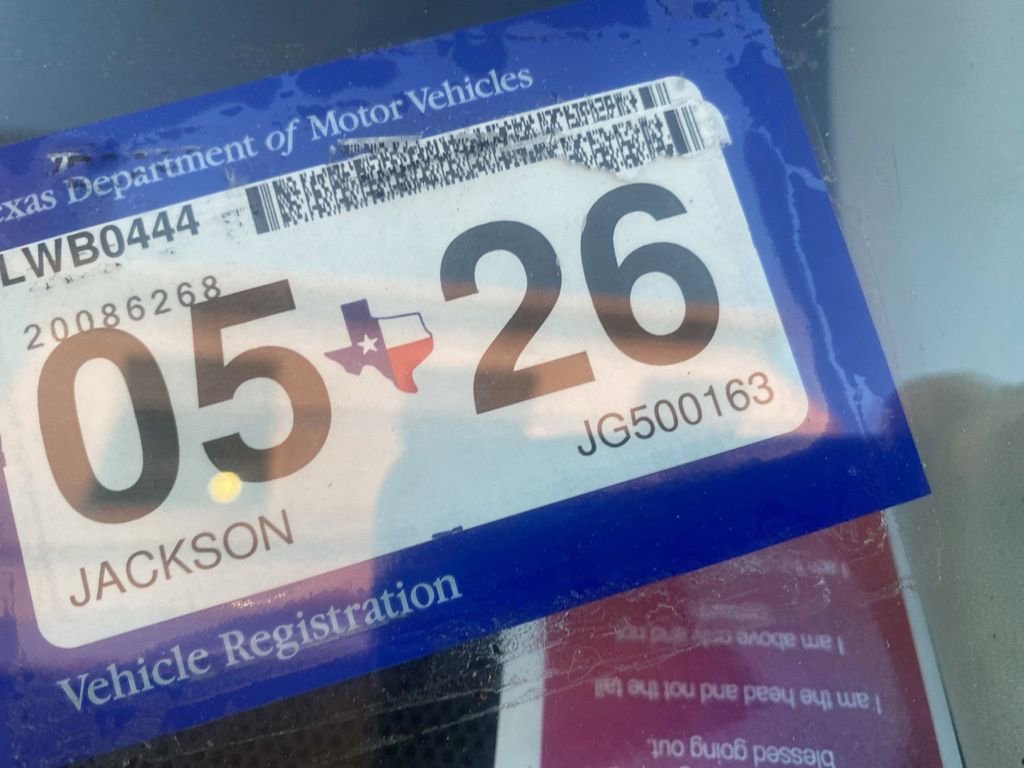 Texas Department of Motor Vehicles
LWB0444
20086268
05 26
JG500163
JACKSON
Vehicle Registration
I am
I am above only and not
I am the head and not the tail
blessed going out